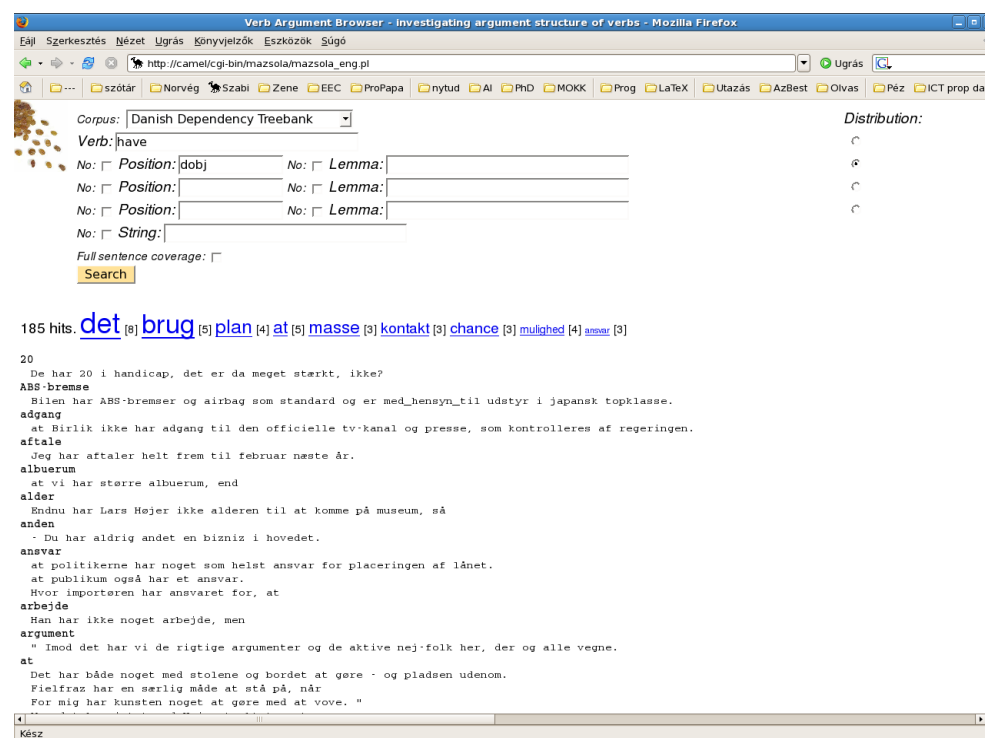 Verb Argument Browser - investigating argument structure of verbs - Mozilla Firefox
Fájl Szerkesztés Nézet Ugrás Könyvjelzők Eszközök Súgó
http://camel/cgi-bin/mazsola/mazsola_eng.pl Ugrás
--- szótár Norvég Szabi Zene EEC ProPapa nytud AI PhD MOKK Prog LaTeX Utazás AzBest Olvas Péz ICT prop da
Corpus: Danish Dependency Treebank Distribution:
Verb: have
No: Position: dobj No: Lemma:
No: Position: No: Lemma:
No: Position: No: Lemma:
No: String:
Full sentence coverage:
Search
185 hits. det [8] brug [5] plan [4] at [5] masse [3] kontakt [3] chance [3] mulighed [4] ansvar [3]
20
De har 20 i handicap, det er da meget stærkt, ikke?
ABS-bremse
Bilen har ABS-bremser og airbag som standard og er med_hensyn_til udstyr i japansk topklasse.
adgang
at Birlik ikke har adgang til den officielle tv-kanal og presse, som kontrolleres af regeringen.
aftale
Jeg har aftaler helt frem til februar næste år.
albuerum
at vi har større albuerum, end
alder
Endnu har Lars Højer ikke alderen til at komme på museum, så
anden
- Du har aldrig andet en bizniz i hovedet.
ansvar
at politikerne har noget som helst ansvar for placeringen af lånet.
at publikum også har et ansvar.
Hvor importøren har ansvaret for, at
arbejde
Han har ikke noget arbejde, men
argument
" Imod det har vi de rigtige argumenter og de aktive nej-folk her, der og alle vegne.
at
Det har både noget med stolene og bordet at gøre - og pladsen udenom.
Fielfraz har en særlig måde at stå på, når
For mig har kunsten noget at gøre med at vove. "
Kész